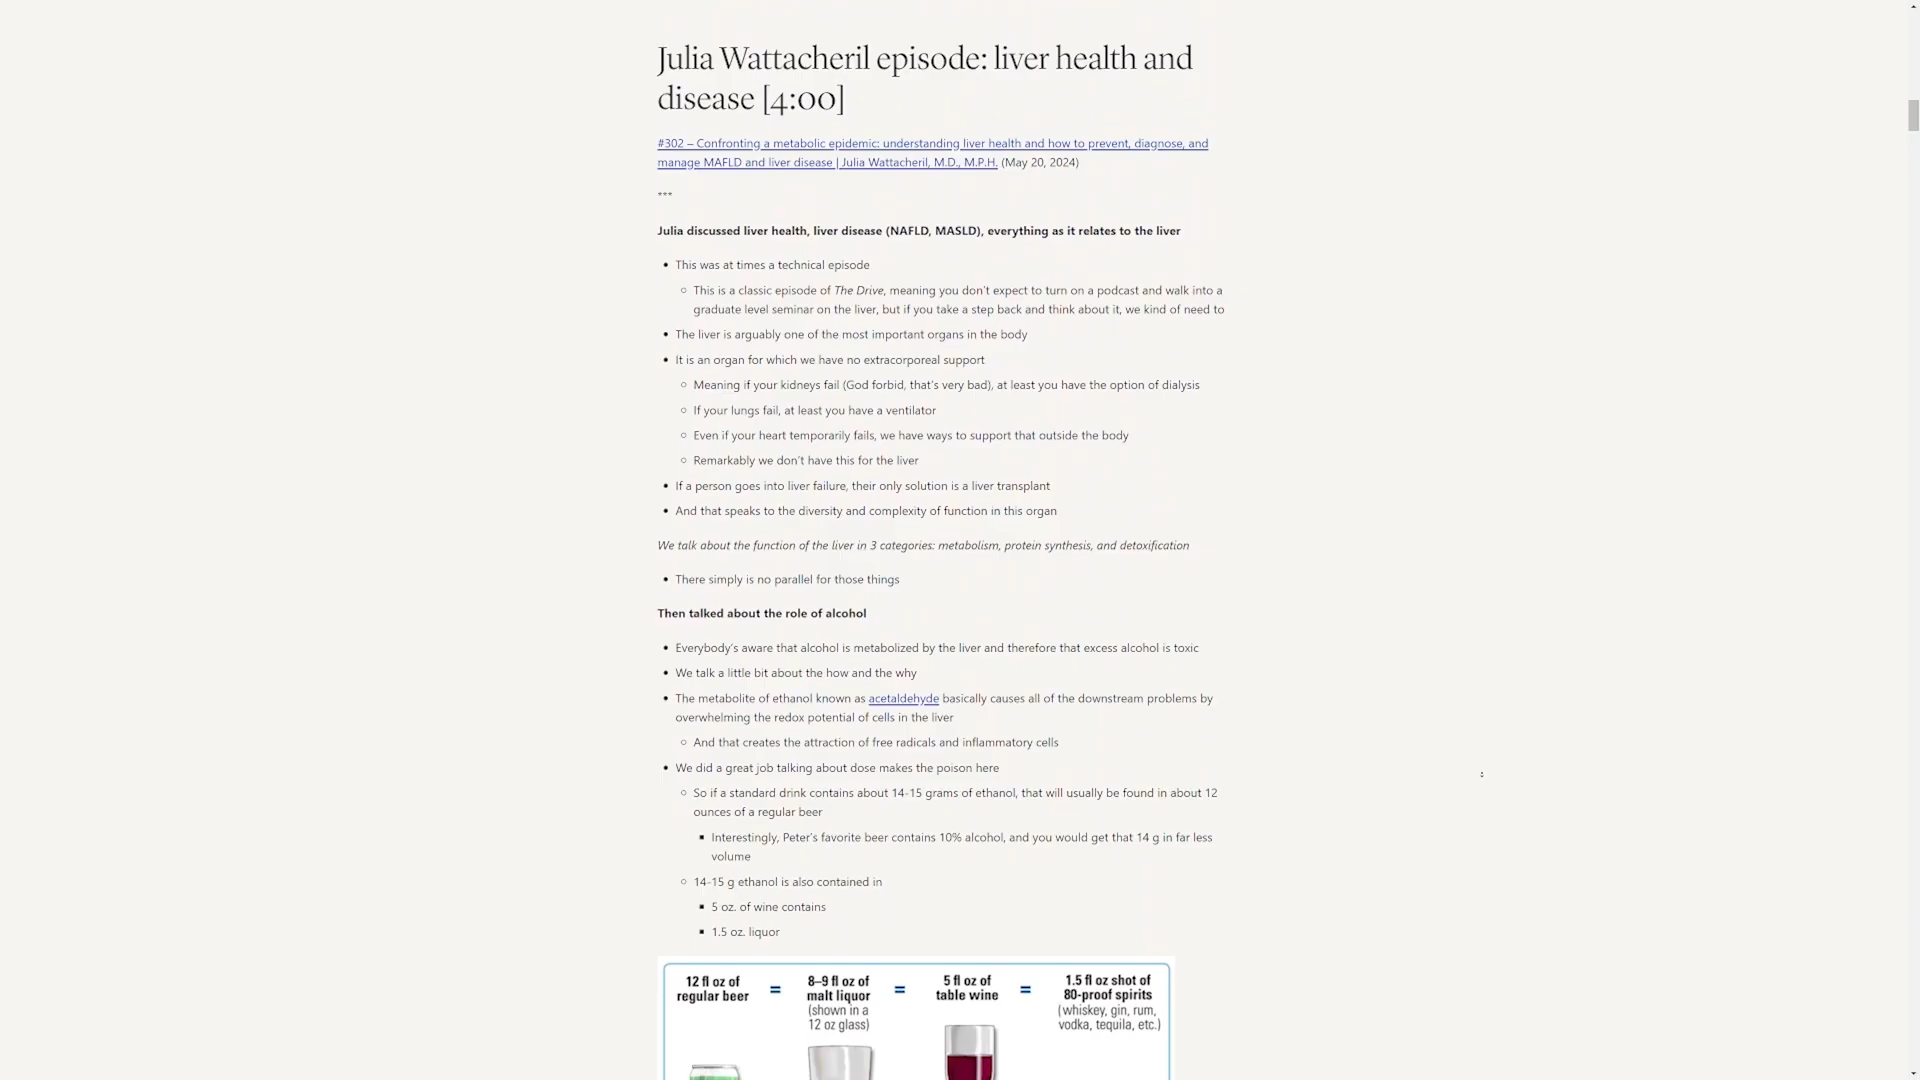 Julia Wattacheril episode: liver health and
disease [4:00]
#302 – Confronting a metabolic epidemic: understanding liver health and how to prevent, diagnose, and
manage MAFLD and liver disease | Julia Wattacheril, M.D., M.P.H. (May 20, 2024)
***
Julia discussed liver health, liver disease (NAFLD, MASLD), everything as it relates to the liver
• This was at times a technical episode
○ This is a classic episode of The Drive, meaning you don't expect to turn on a podcast and walk into a
graduate level seminar on the liver, but if you take a step back and think about it, we kind of need to
• The liver is arguably one of the most important organs in the body
• It is an organ for which we have no extracorporeal support
○ Meaning if your kidneys fail (God forbid, that's very bad), at least you have the option of dialysis
○ If your lungs fail, at least you have a ventilator
○ Even if your heart temporarily fails, we have ways to support that outside the body
○ Remarkably we don't have this for the liver
• If a person goes into liver failure, their only solution is a liver transplant
• And that speaks to the diversity and complexity of function in this organ
We talk about the function of the liver in 3 categories: metabolism, protein synthesis, and detoxification
• There simply is no parallel for those things
Then talked about the role of alcohol
• Everybody's aware that alcohol is metabolized by the liver and therefore that excess alcohol is toxic
• We talk a little bit about the how and the why
• The metabolite of ethanol known as acetaldehyde basically causes all of the downstream problems by
overwhelming the redox potential of cells in the liver
○ And that creates the attraction of free radicals and inflammatory cells
• We did a great job talking about dose makes the poison here
○ So if a standard drink contains about 14-15 grams of ethanol, that will usually be found in about 12
ounces of a regular beer
▪ Interestingly, Peter's favorite beer contains 10% alcohol, and you would get that 14 g in far less
volume
○ 14-15 g ethanol is also contained in
▪ 5 oz. of wine contains
▪ 1.5 oz. liquor
12 fl oz of
regular beer
=
8–9 fl oz of
malt liquor
(shown in a
12 oz glass)
=
5 fl oz of
table wine
=
1.5 fl oz shot of
80-proof spirits
(whiskey, gin, rum,
vodka, tequila, etc.)